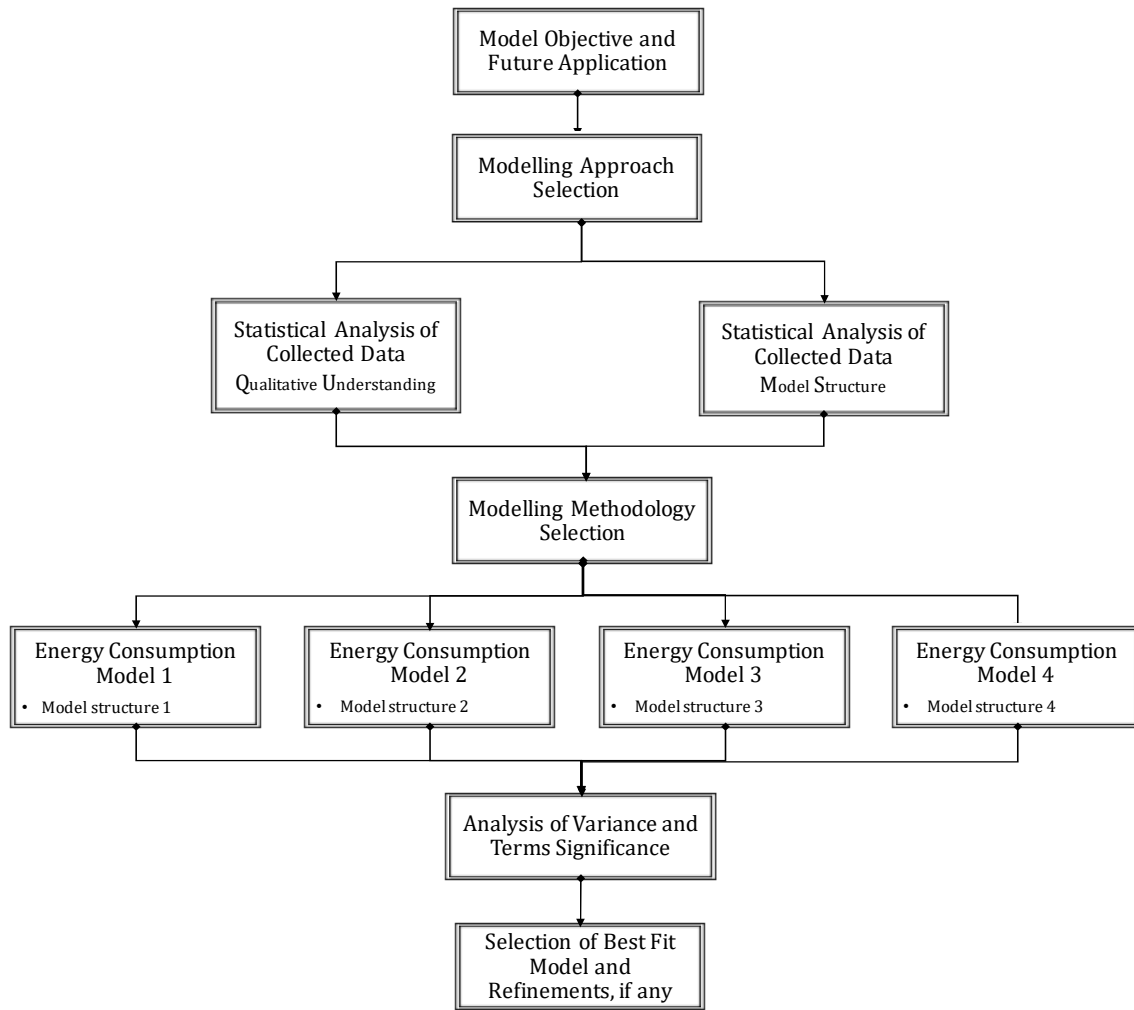 Model Objective and
Future Application
Modelling Approach
Selection
Statistical Analysis of
Collected Data
Qualitative Understanding
Statistical Analysis of
Collected Data
Model Structure
Modelling Methodology
Selection
Energy Consumption
Model 1
• Model structure 1
Energy Consumption
Model 2
• Model structure 2
Energy Consumption
Model 3
• Model structure 3
Energy Consumption
Model 4
• Model structure 4
Analysis of Variance and
Terms Significance
Selection of Best Fit
Model and
Refinements, if any